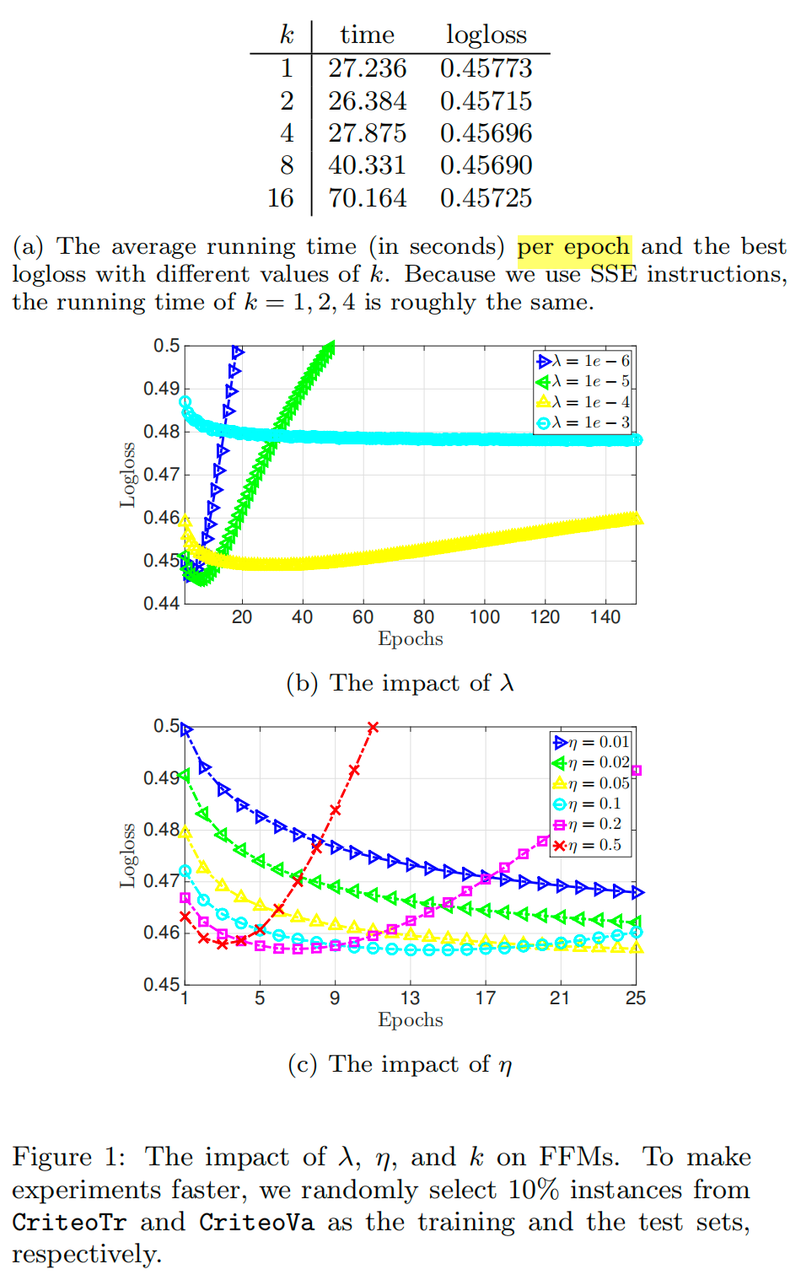 k time logloss
1 27.236 0.45773
2 26.384 0.45715
4 27.875 0.45696
8 40.331 0.45690
16 70.164 0.45725
(a) The average running time (in seconds) per epoch and the best
logloss with different values of k. Because we use SSE instructions,
the running time of k = 1, 2, 4 is roughly the same.
0.5
0.49
0.48
0.47
0.46
0.45
0.44
Logloss
λ = 1e − 6
λ = 1e − 5
λ = 1e − 4
λ = 1e − 3
20 40 60 80 100 120 140
Epochs
(b) The impact of λ
0.5
0.49
0.48
0.47
0.46
0.45
Logloss
η = 0.01
η = 0.02
η = 0.05
η = 0.1
η = 0.2
η = 0.5
1 5 9 13 17 21 25
Epochs
(c) The impact of η
Figure 1: The impact of λ, η, and k on FFMs. To make
experiments faster, we randomly select 10% instances from
CriteoTr and CriteoVa as the training and the test sets,
respectively.